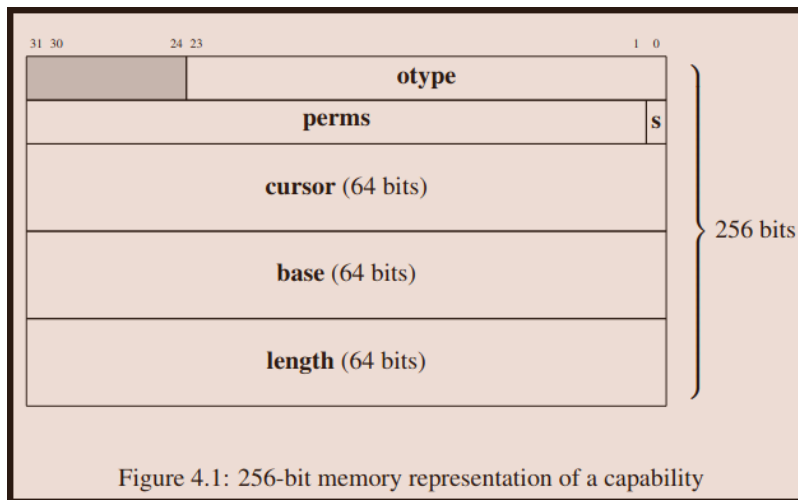 31 30 24 23 1 0
otype
perms s
cursor (64 bits)
base (64 bits)
256 bits
length (64 bits)
Figure 4.1: 256-bit memory representation of a capability